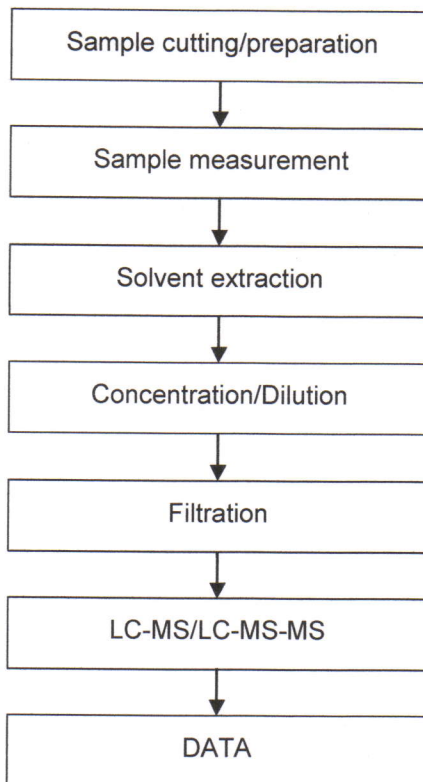 Sample cutting/preparation
Sample measurement
Solvent extraction
Concentration/Dilution
Filtration
LC-MS/LC-MS-MS
DATA